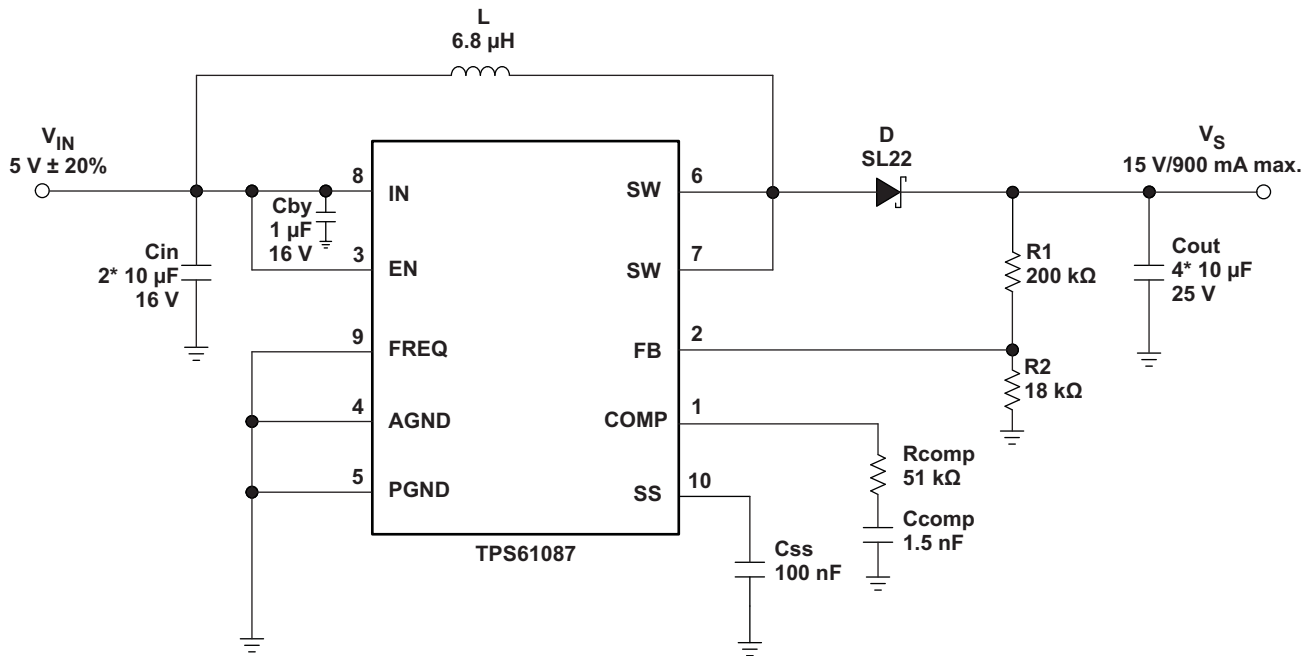 L
6.8 µH
V_IN
5 V ± 20%
D
SL22
V_S
15 V/900 mA max.
8
IN
SW
6
Cby
1 µF
16 V
Cin
2* 10 µF
16 V
3
EN
SW
7
R1
200 kΩ
Cout
4* 10 µF
25 V
9
FREQ
FB
2
R2
18 kΩ
4
AGND
COMP
1
Rcomp
51 kΩ
5
PGND
SS
10
Ccomp
1.5 nF
TPS61087
Css
100 nF